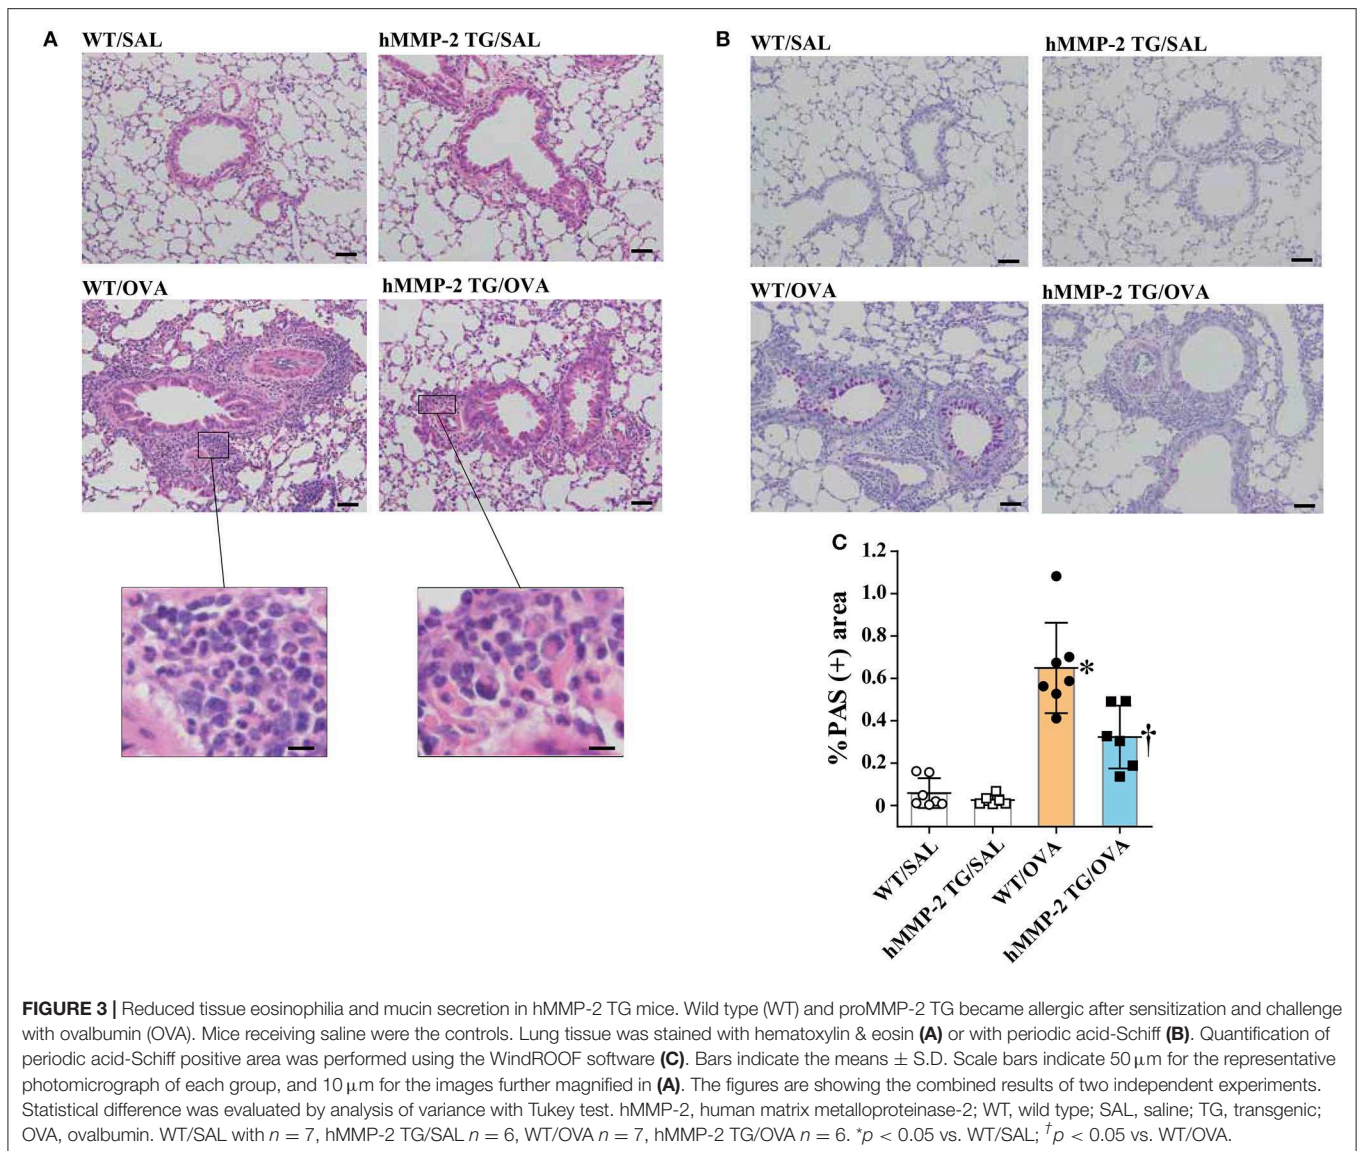 A
WT/SAL
hMMP-2 TG/SAL
WT/OVA
hMMP-2 TG/OVA
B
WT/SAL
hMMP-2 TG/SAL
WT/OVA
hMMP-2 TG/OVA
C
%PAS (+) area
1.2
1.0
0.8
0.6
0.4
0.2
0
*
†
WT/SAL
hMMP-2 TG/SAL
WT/OVA
hMMP-2 TG/OVA
FIGURE 3 | Reduced tissue eosinophilia and mucin secretion in hMMP-2 TG mice. Wild type (WT) and proMMP-2 TG became allergic after sensitization and challenge
with ovalbumin (OVA). Mice receiving saline were the controls. Lung tissue was stained with hematoxylin & eosin (A) or with periodic acid-Schiff (B). Quantification of
periodic acid-Schiff positive area was performed using the WindROOF software (C). Bars indicate the means ± S.D. Scale bars indicate 50 μm for the representative
photomicrograph of each group, and 10 μm for the images further magnified in (A). The figures are showing the combined results of two independent experiments.
Statistical difference was evaluated by analysis of variance with Tukey test. hMMP-2, human matrix metalloproteinase-2; WT, wild type; SAL, saline; TG, transgenic;
OVA, ovalbumin. WT/SAL with n = 7, hMMP-2 TG/SAL n = 6, WT/OVA n = 7, hMMP-2 TG/OVA n = 6. *p < 0.05 vs. WT/SAL; †p < 0.05 vs. WT/OVA.